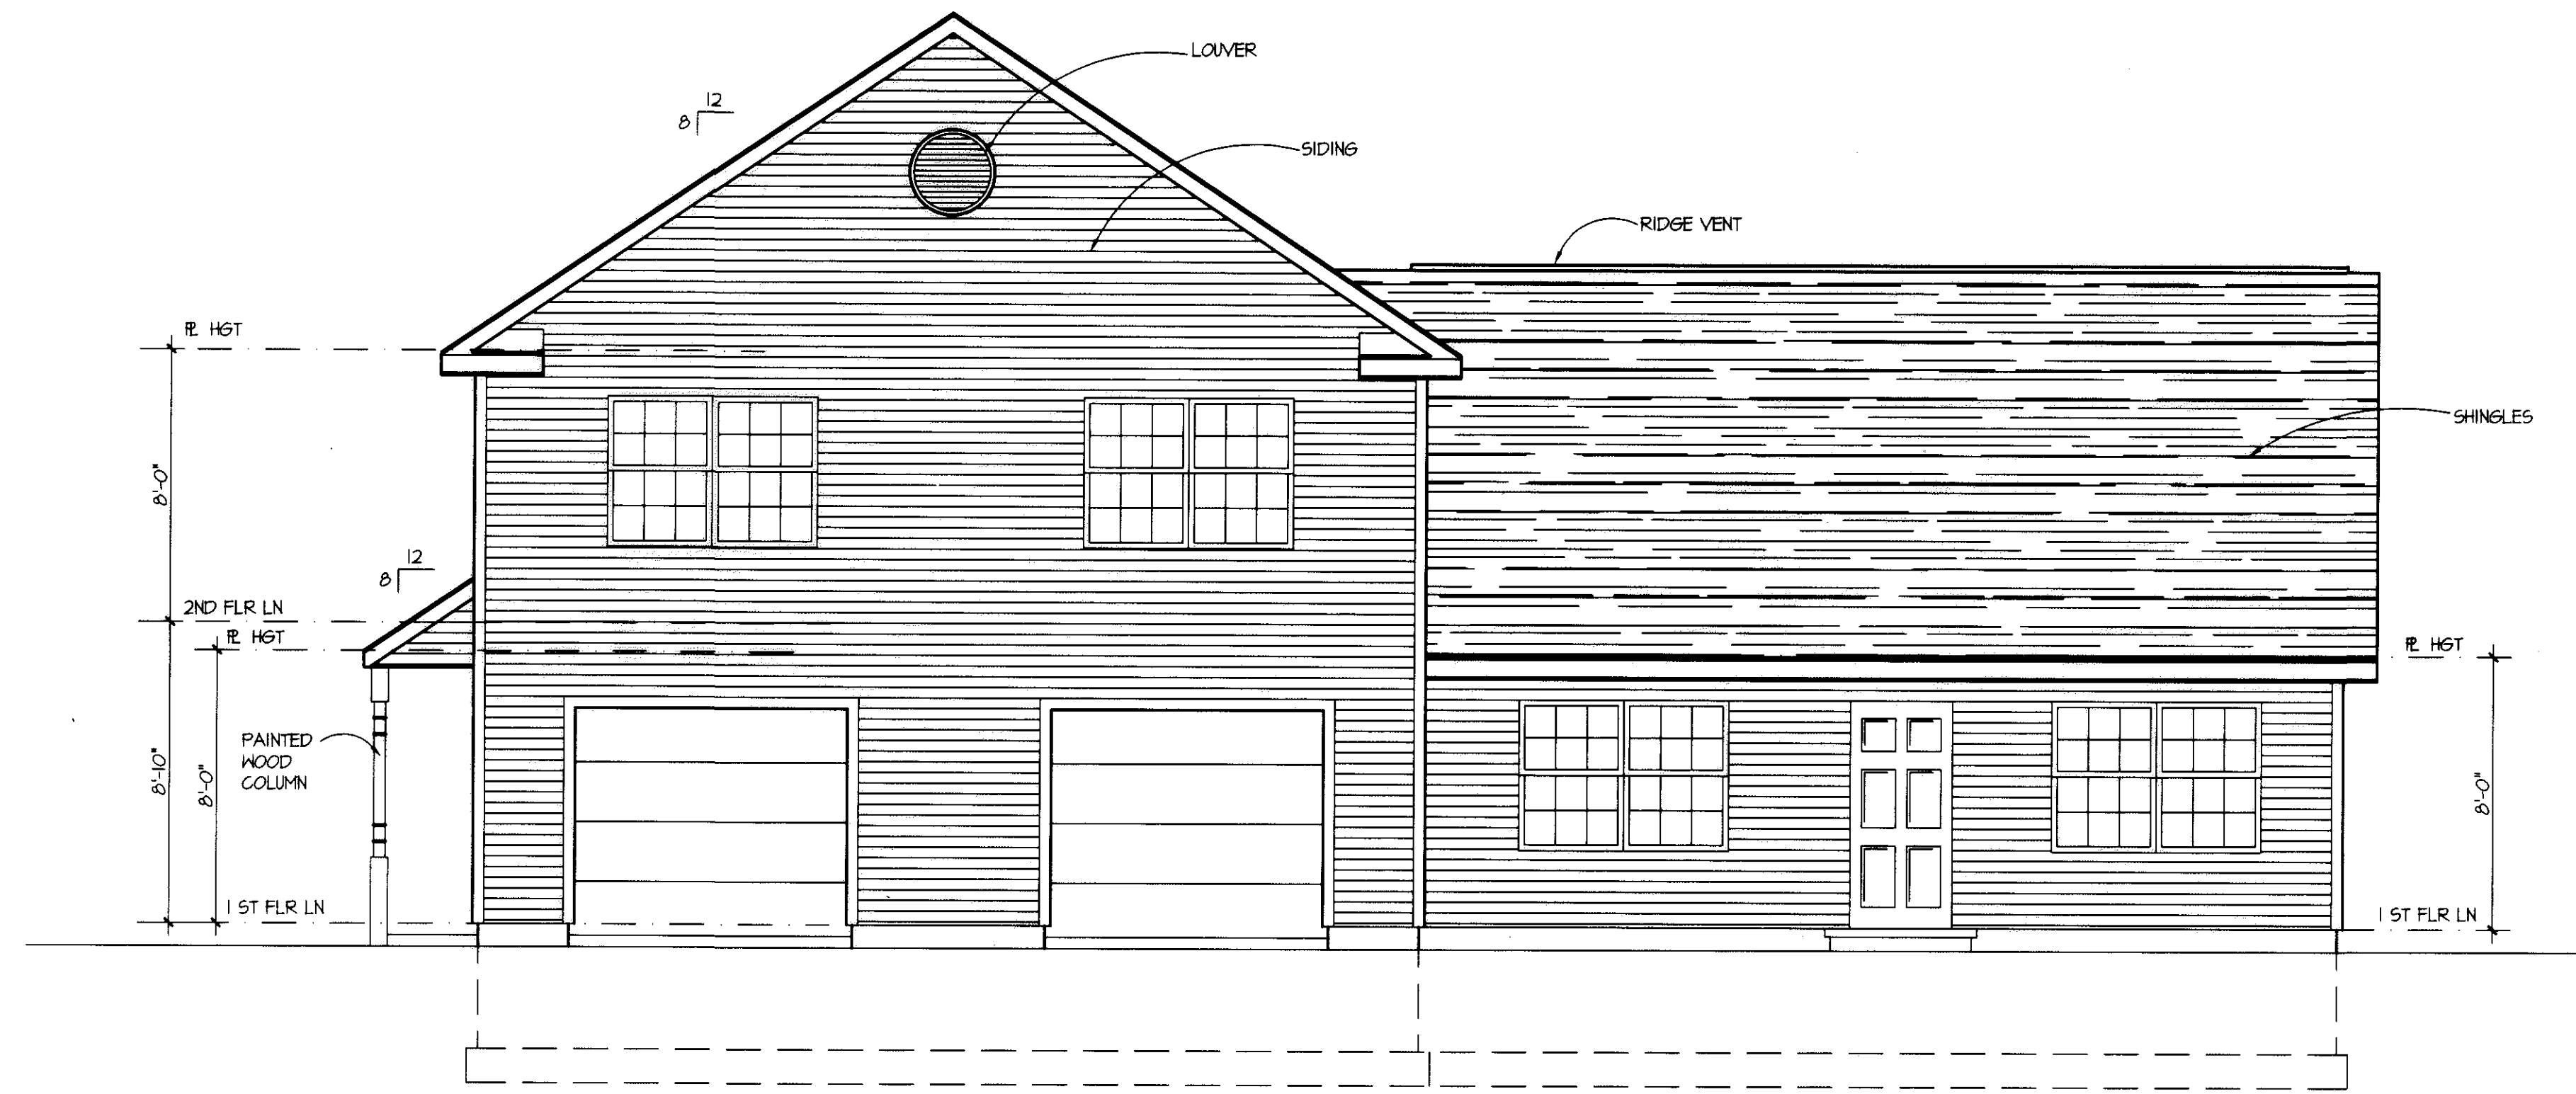 LOUVER
12
8
SIDING
RIDGE VENT
PL HGT
SHINGLES
8'-0"
12
8
2ND FLR LN
PL HGT
PL HGT
PAINTED
WOOD
COLUMN
8'-10"
8'-0"
8'-0"
1 ST FLR LN
1 ST FLR LN